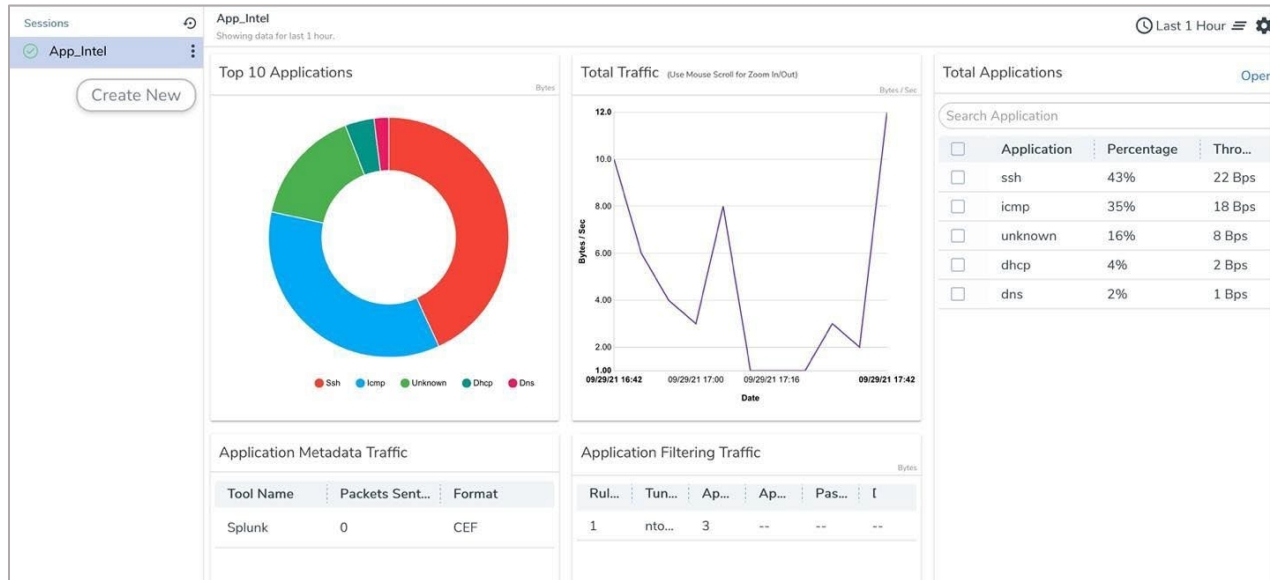 Sessions
App_Intel
Create New
App_Intel
Showing data for last 1 hour.
Last 1 Hour
Top 10 Applications
Bytes
Ssh Icmp Unknown Dhcp Dns
Total Traffic (Use Mouse Scroll for Zoom In/Out)
Bytes / Sec
12.0
10.0
8.00
6.00
4.00
2.00
1.00
Bytes / Sec
09/29/21 16:42 09/29/21 17:00 09/29/21 17:16 09/29/21 17:42
Date
Total Applications
Oper
Search Application
Application Percentage Thro...
ssh 43% 22 Bps
icmp 35% 18 Bps
unknown 16% 8 Bps
dhcp 4% 2 Bps
dns 2% 1 Bps
Application Metadata Traffic
Tool Name Packets Sent... Format
Splunk 0 CEF
Application Filtering Traffic
Bytes
Rul... Tun... Ap... Ap... Pas...
1 nto... 3 -- -- --